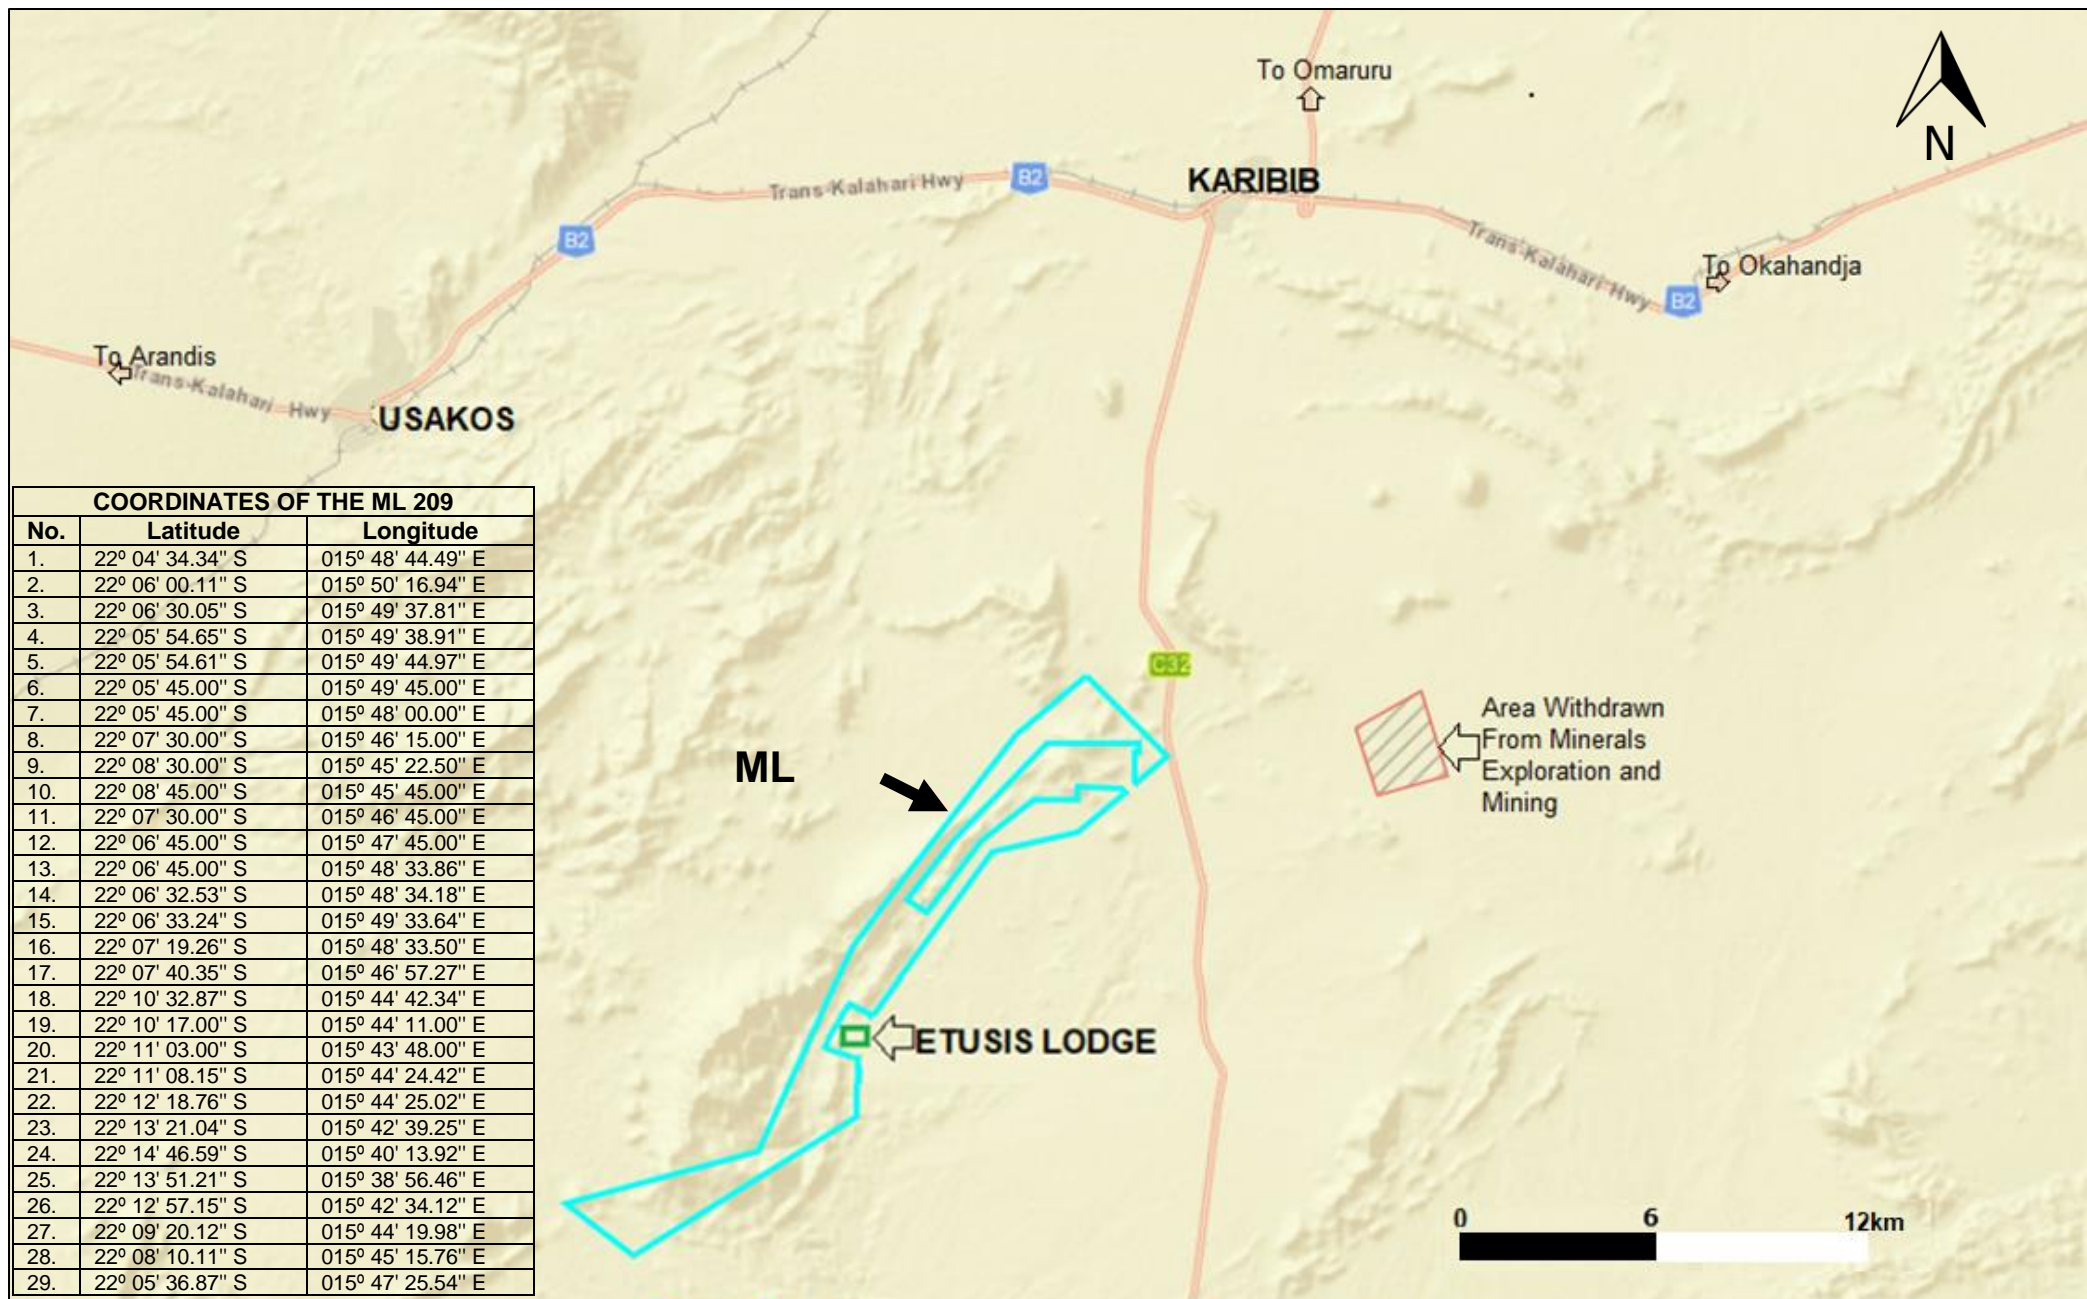 To Omaruru
N
KARIBIB
Trans-Kalahari Hwy
B2
B2
Trans-Kalahari Hwy
To Okahandja
B2
To Arandis
Trans-Kalahari Hwy
USAKOS
COORDINATES OF THE ML 209
No. Latitude Longitude
1. 22º 04' 34.34" S 015º 48' 44.49" E
2. 22º 06' 00.11" S 015º 50' 16.94" E
3. 22º 06' 30.05" S 015º 49' 37.81" E
4. 22º 05' 54.65" S 015º 49' 38.91" E
5. 22º 05' 54.61" S 015º 49' 44.97" E
6. 22º 05' 45.00" S 015º 49' 45.00" E
7. 22º 05' 45.00" S 015º 48' 00.00" E
8. 22º 07' 30.00" S 015º 46' 15.00" E
9. 22º 08' 30.00" S 015º 45' 22.50" E
10. 22º 08' 45.00" S 015º 45' 45.00" E
11. 22º 07' 30.00" S 015º 46' 45.00" E
12. 22º 06' 45.00" S 015º 47' 45.00" E
13. 22º 06' 45.00" S 015º 48' 33.86" E
14. 22º 06' 32.53" S 015º 48' 34.18" E
15. 22º 06' 33.24" S 015º 49' 33.64" E
16. 22º 07' 19.26" S 015º 48' 33.50" E
17. 22º 07' 40.35" S 015º 46' 57.27" E
18. 22º 10' 32.87" S 015º 44' 42.34" E
19. 22º 10' 17.00" S 015º 44' 11.00" E
20. 22º 11' 03.00" S 015º 43' 48.00" E
21. 22º 11' 08.15" S 015º 44' 24.42" E
22. 22º 12' 18.76" S 015º 44' 25.02" E
23. 22º 13' 21.04" S 015º 42' 39.25" E
24. 22º 14' 46.59" S 015º 40' 13.92" E
25. 22º 13' 51.21" S 015º 38' 56.46" E
26. 22º 12' 57.15" S 015º 42' 34.12" E
27. 22º 09' 20.12" S 015º 44' 19.98" E
28. 22º 08' 10.11" S 015º 45' 15.76" E
29. 22º 05' 36.87" S 015º 47' 25.54" E
C32
ML
Area Withdrawn
From Minerals
Exploration and
Mining
ETUSIS LODGE
0 6 12km